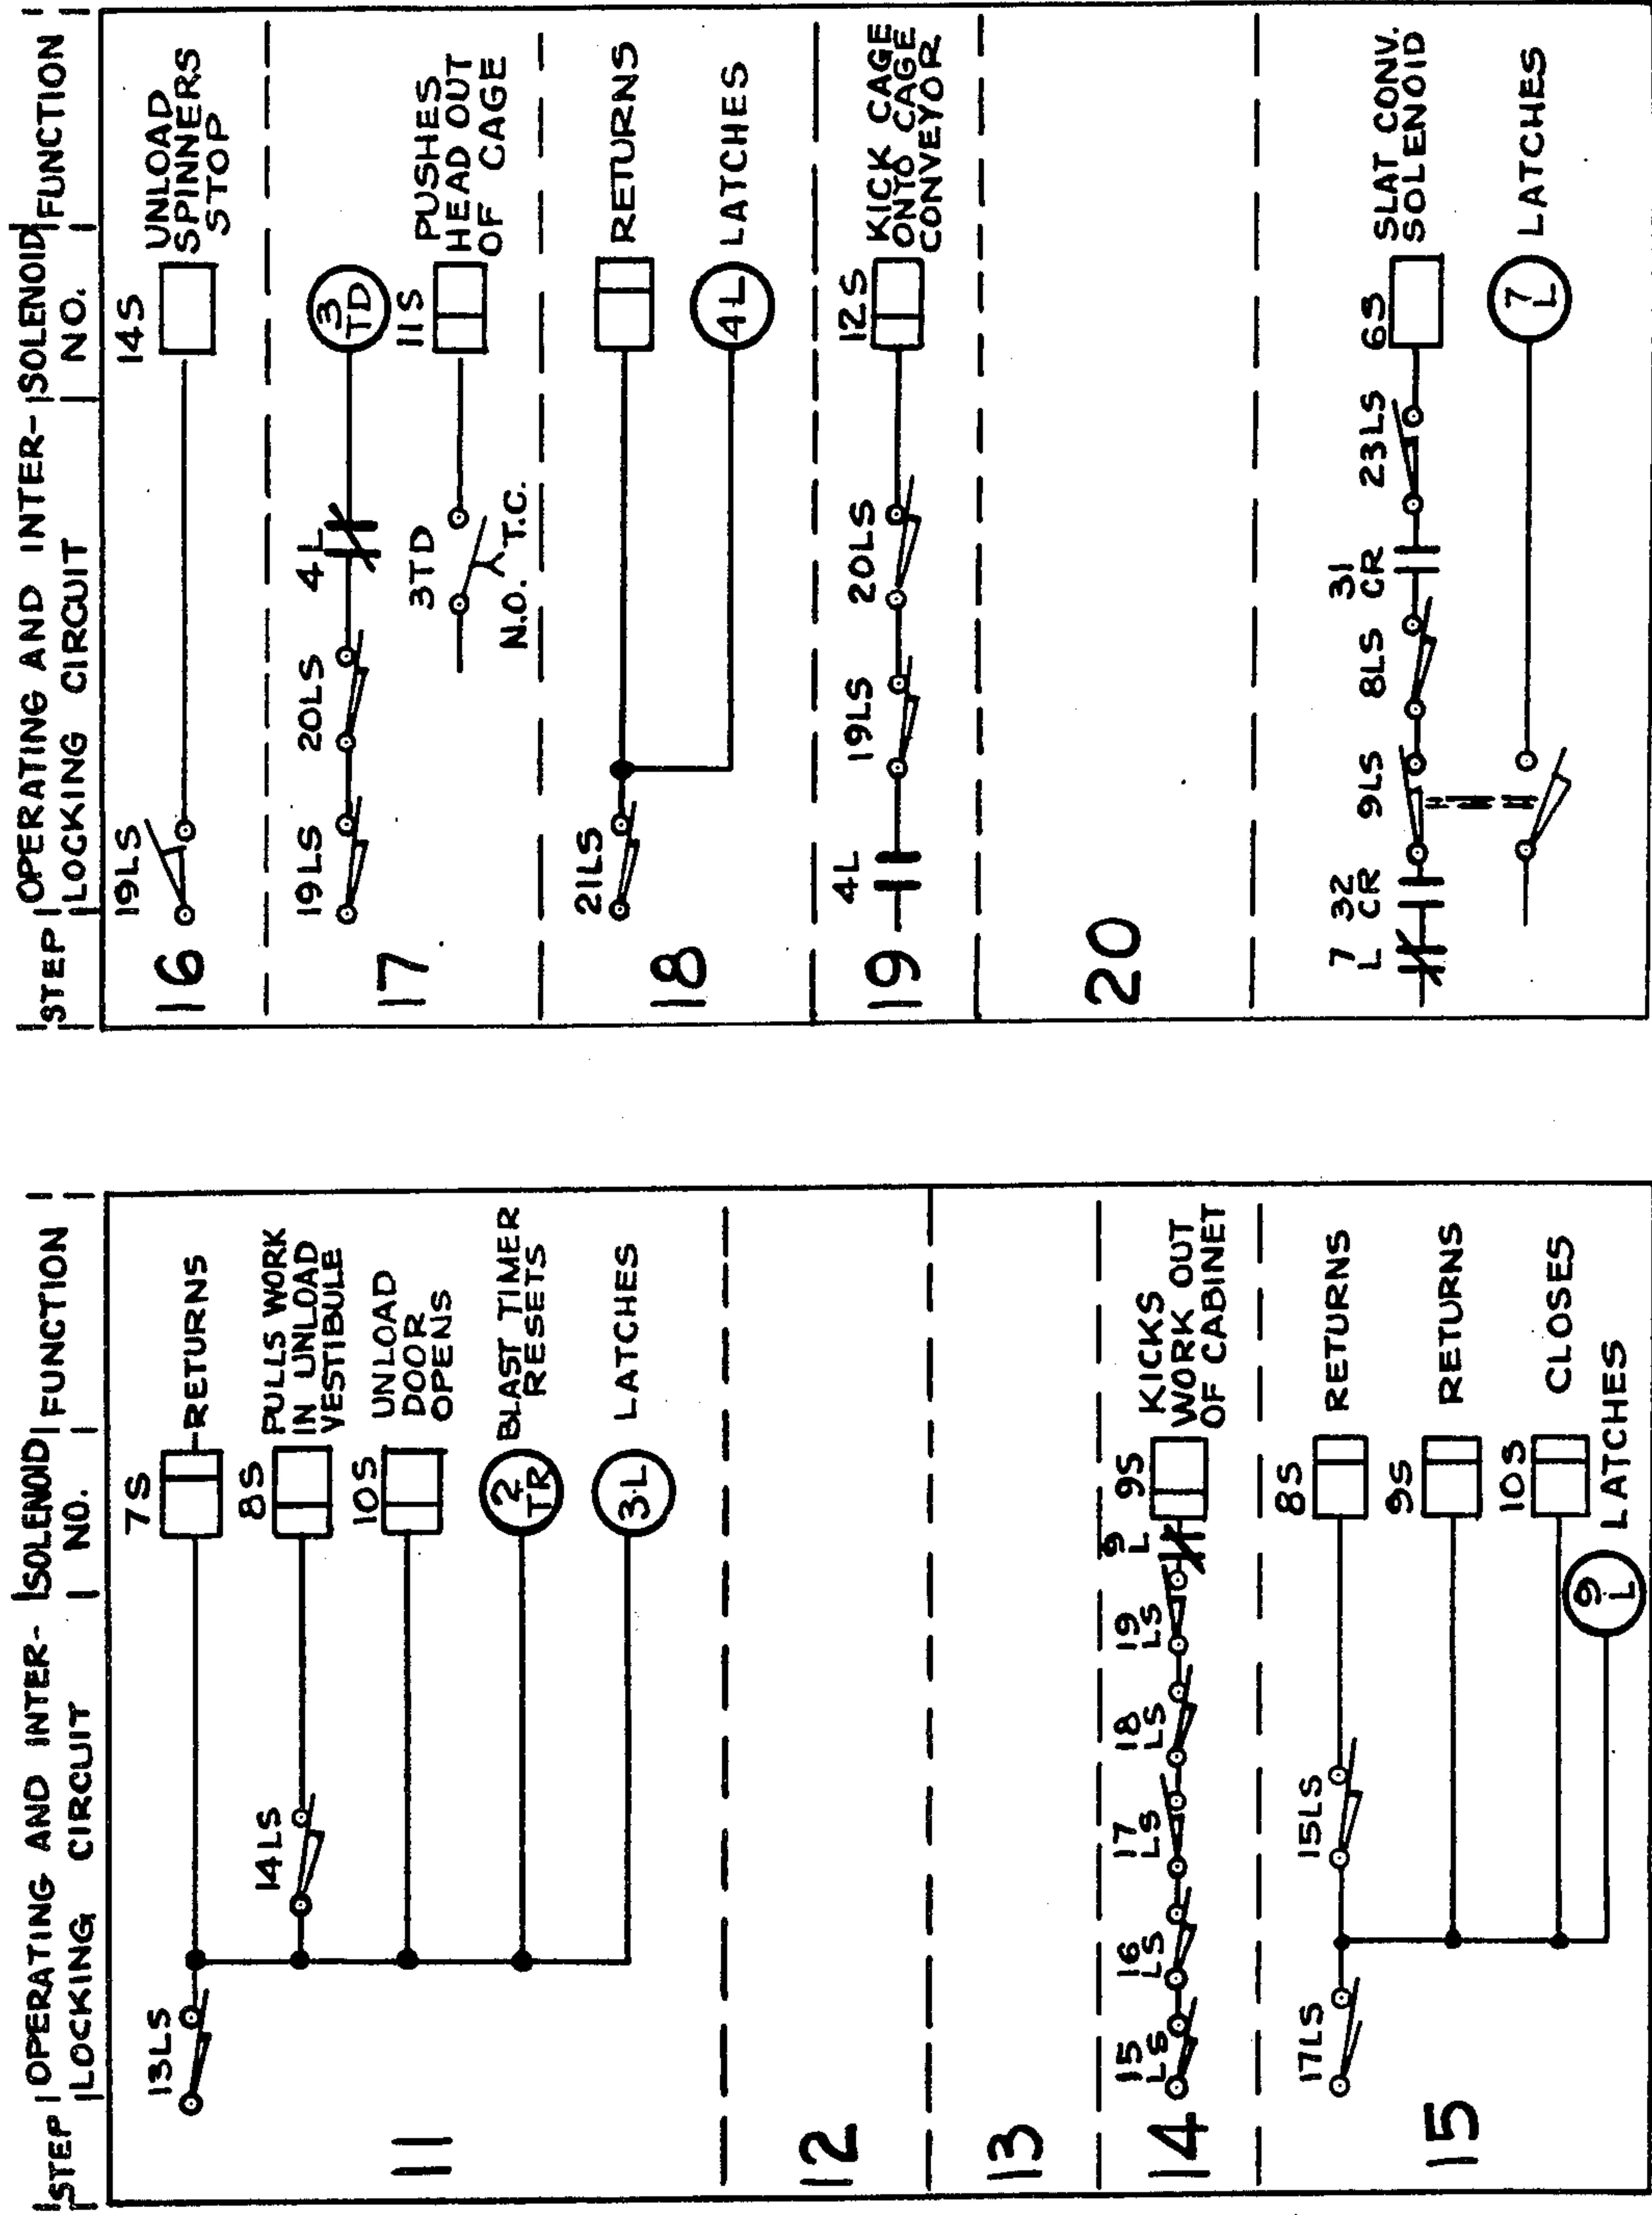 STEP OPERATING AND INTER- SOLENOID FUNCTION
LOCKING CIRCUIT NO.
11
13LS 7S RETURNS
14LS 8S PULLS WORK
IN UNLOAD
VESTIBULE
10S UNLOAD
DOOR
OPENS
2 TR BLAST TIMER
RESETS
3L LATCHES
12
13
14
15 LS 16 LS 17 LS 18 LS 19 LS 9 L 9S KICKS
WORK OUT
OF CABINET
15
17LS 15LS 8S RETURNS
9S RETURNS
10S CLOSES
9 L LATCHES
STEP OPERATING AND INTER- SOLENOID FUNCTION
LOCKING CIRCUIT NO.
16
19LS 14S UNLOAD
SPINNERS
STOP
17
19LS 20LS 4L 3 TD
3TD 11S PUSHES
HEAD OUT
OF CAGE
N.O. T.C.
18
21LS RETURNS
4L LATCHES
19
4L 19LS 20LS 12S KICK CAGE
ONTO CAGE
CONVEYOR
20
7 L 32 CR 9LS 8LS 31 CR 23LS 6S SLAT CONV.
SOLENOID
7 L LATCHES